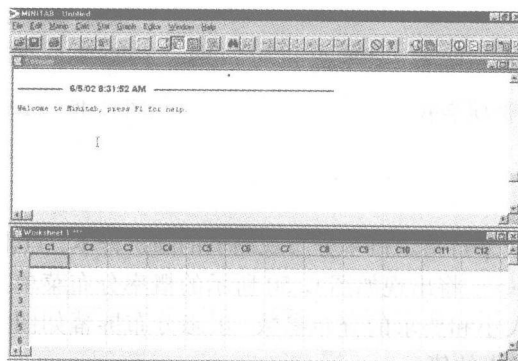 MINITAB - Untitled
File Edit Manip Calc Stat Graph Editor Window Help
Session
6/5/02 8:31:52 AM
Welcome to Minitab, press F1 for help.
Worksheet 1 ***
C1 C2 C3 C4 C5 C6 C7 C8 C9 C10 C11 C12
1
2
3
4
5
6